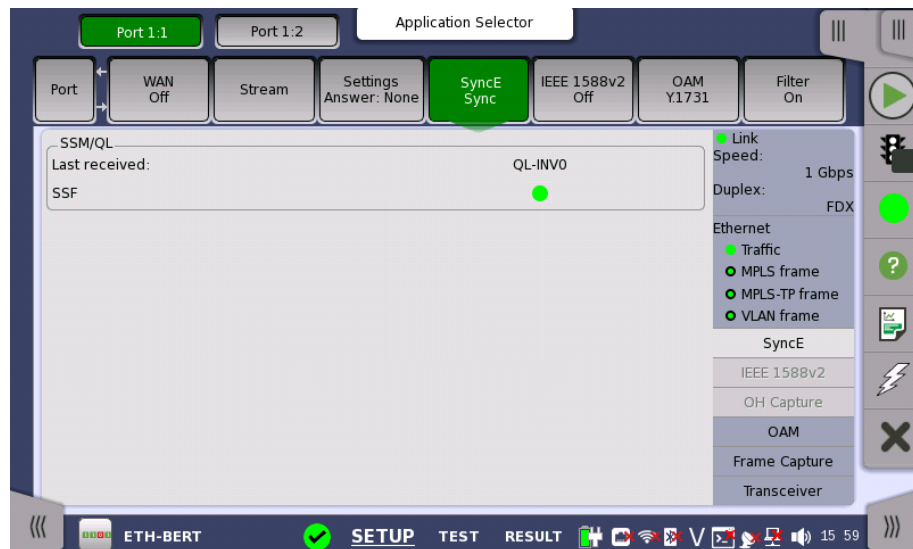 Application Selector
Port 1:1
Port 1:2
Port
WAN
Off
Stream
Settings
Answer: None
SyncE
Sync
IEEE 1588v2
Off
OAM
Y.1731
Filter
On
SSM/QL
Last received: QL-INV0
SSF
Link
Speed:
1 Gbps
Duplex:
FDX
Ethernet
Traffic
MPLS frame
MPLS-TP frame
VLAN frame
SyncE
IEEE 1588v2
OH Capture
OAM
Frame Capture
Transceiver
ETH-BERT SETUP TEST RESULT V 15 59